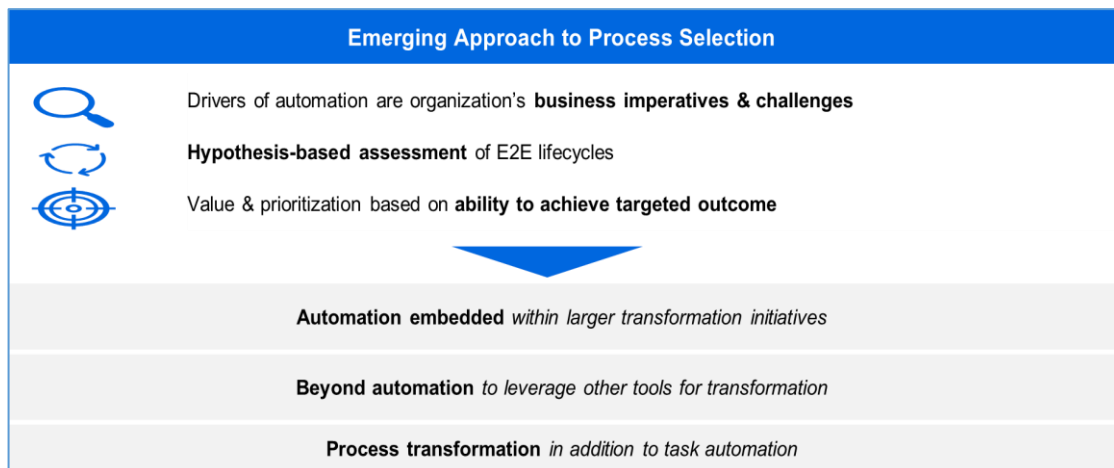 Emerging Approach to Process Selection
Drivers of automation are organization's business imperatives & challenges
Hypothesis-based assessment of E2E lifecycles
Value & prioritization based on ability to achieve targeted outcome
Automation embedded within larger transformation initiatives
Beyond automation to leverage other tools for transformation
Process transformation in addition to task automation